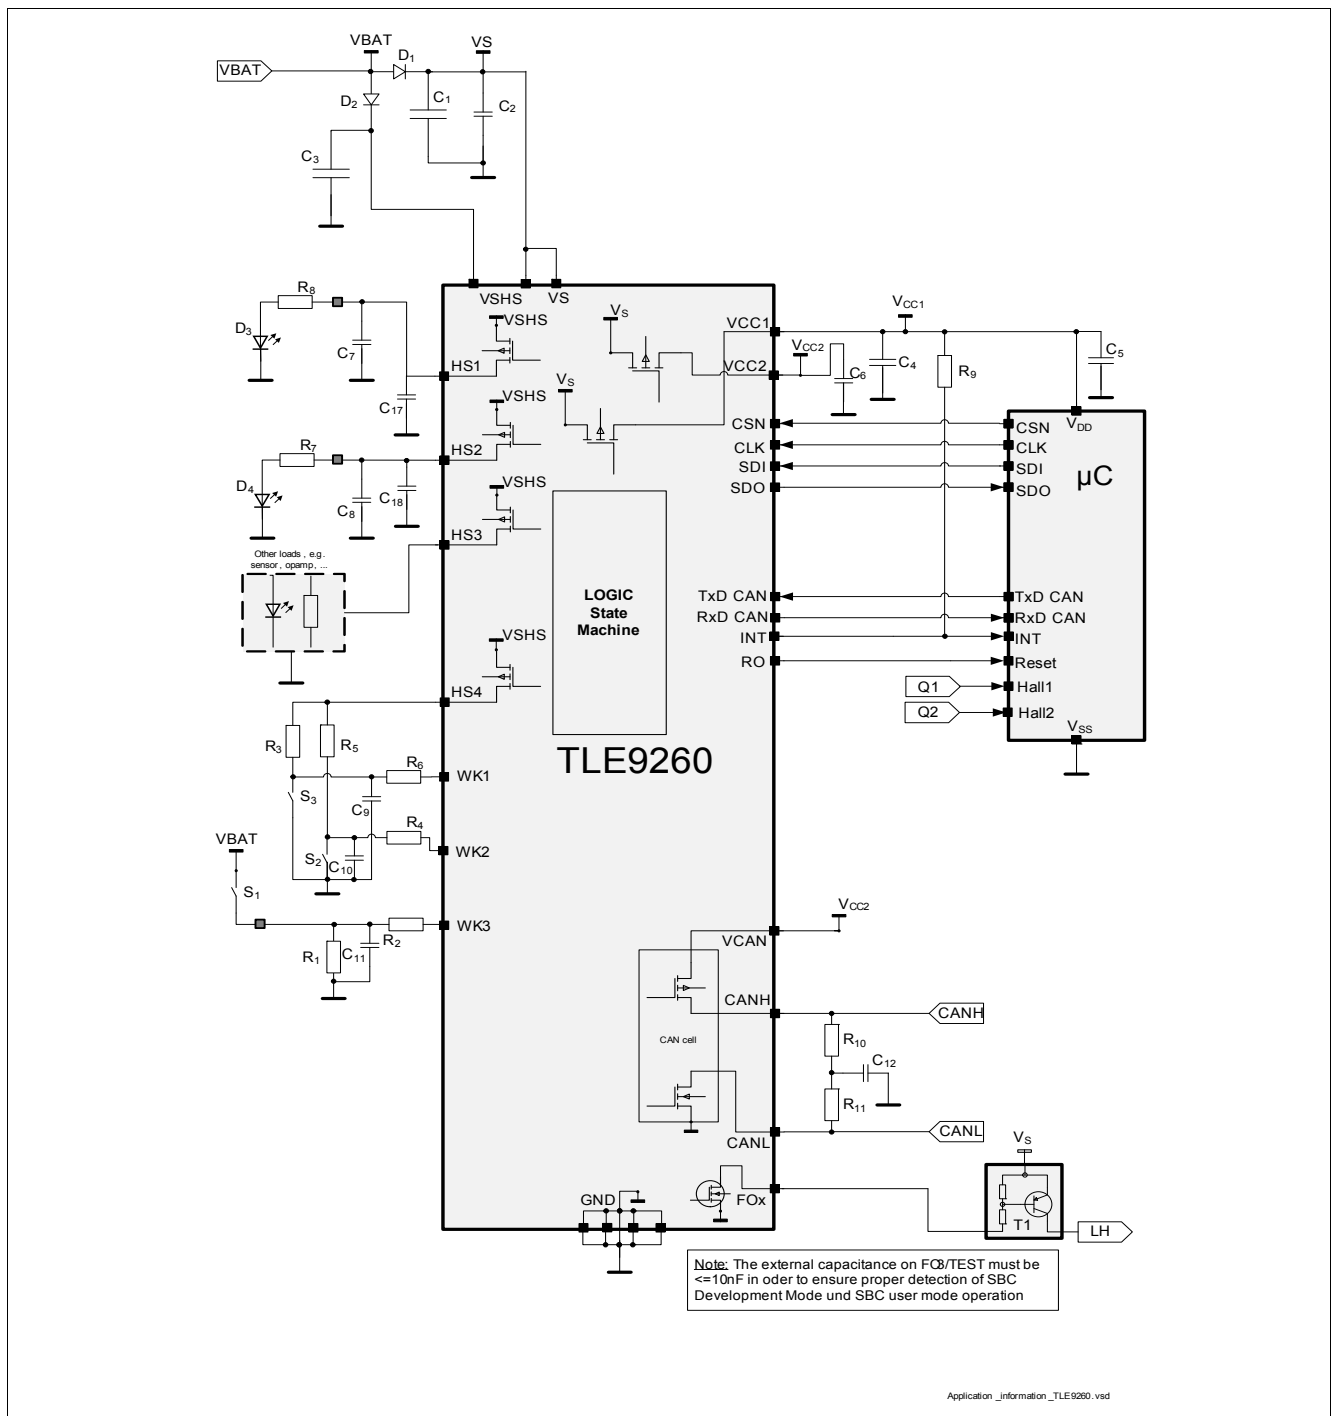 VBAT
VS
VBAT
D1
D2
C1
C2
C3
VSHS
VS
R8
D3
C7
C17
HS1
VSHS
VS
VCC1
VCC1
VCC2
VCC2
C6
C4
R9
C5
VS
VSHS
HS2
R7
D4
C8
C18
VSHS
HS3
Other loads , e.g.
sensor , opamp , ...
CSN
CLK
SDI
SDO
CSN
VDD
CLK
SDI
SDO
µC
LOGIC
State
Machine
TxD CAN
RxD CAN
INT
RO
TxD CAN
RxD CAN
INT
Reset
Q1
Hall1
Q2
Hall2
VSS
VSHS
HS4
R3
R5
TLE9260
R6
WK1
S3
C9
R4
VBAT
S2
C10
WK2
S1
WK3
R1
C11
R2
VCC2
VCAN
CANH
CANH
CAN cell
R10
C12
R11
CANL
CANL
VS
GND
FOx
T1
LH
Note: The external capacitance on FO3/TEST must be
<=10nF in oder to ensure proper detection of SBC
Development Mode und SBC user mode operation
Application _information _TLE9260.vsd